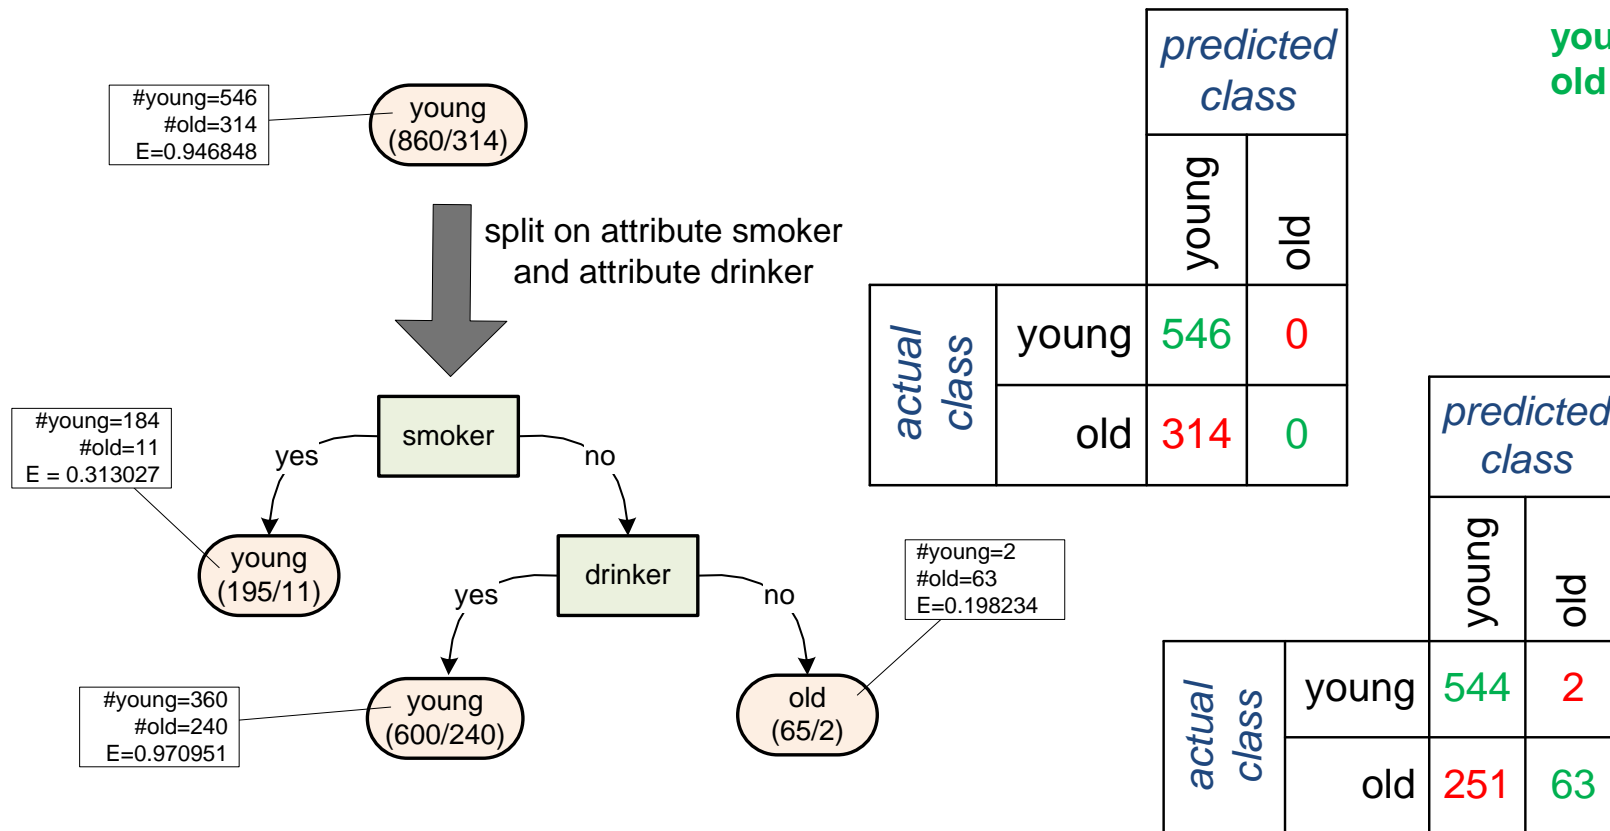 #young=546
#old=314
E=0.946848
young
(860/314)
split on attribute smoker
and attribute drinker
smoker
yes
no
#young=184
#old=11
E = 0.313027
young
(195/11)
drinker
yes
no
#young=2
#old=63
E=0.198234
#young=360
#old=240
E=0.970951
young
(600/240)
old
(65/2)
predicted
class
young
old
actual
class
young 546 0
old 314 0
predicted
class
young
old
actual
class
young 544 2
old 251 63
old